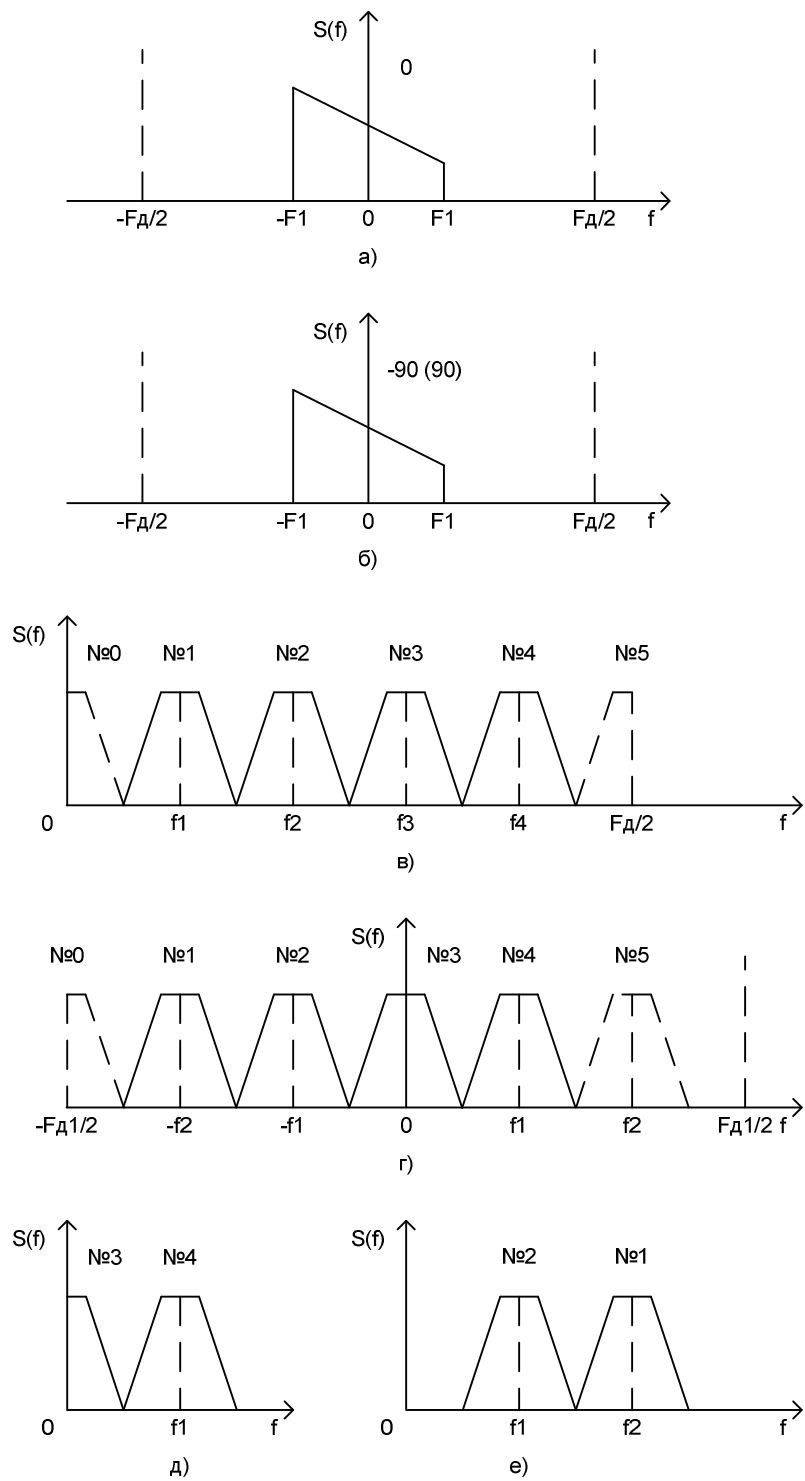 S(f)
0
-Fд/2 -F1 0 F1 Fд/2 f
а)
S(f)
-90 (90)
-Fд/2 -F1 0 F1 Fд/2 f
б)
S(f)
№0 №1 №2 №3 №4 №5
0 f1 f2 f3 f4 Fд/2 f
в)
S(f)
№0 №1 №2 №3 №4 №5
-Fд1/2 -f2 -f1 0 f1 f2 Fд1/2 f
г)
S(f) №3 №4
0 f1 f
д)
S(f) №2 №1
0 f1 f2 f
е)